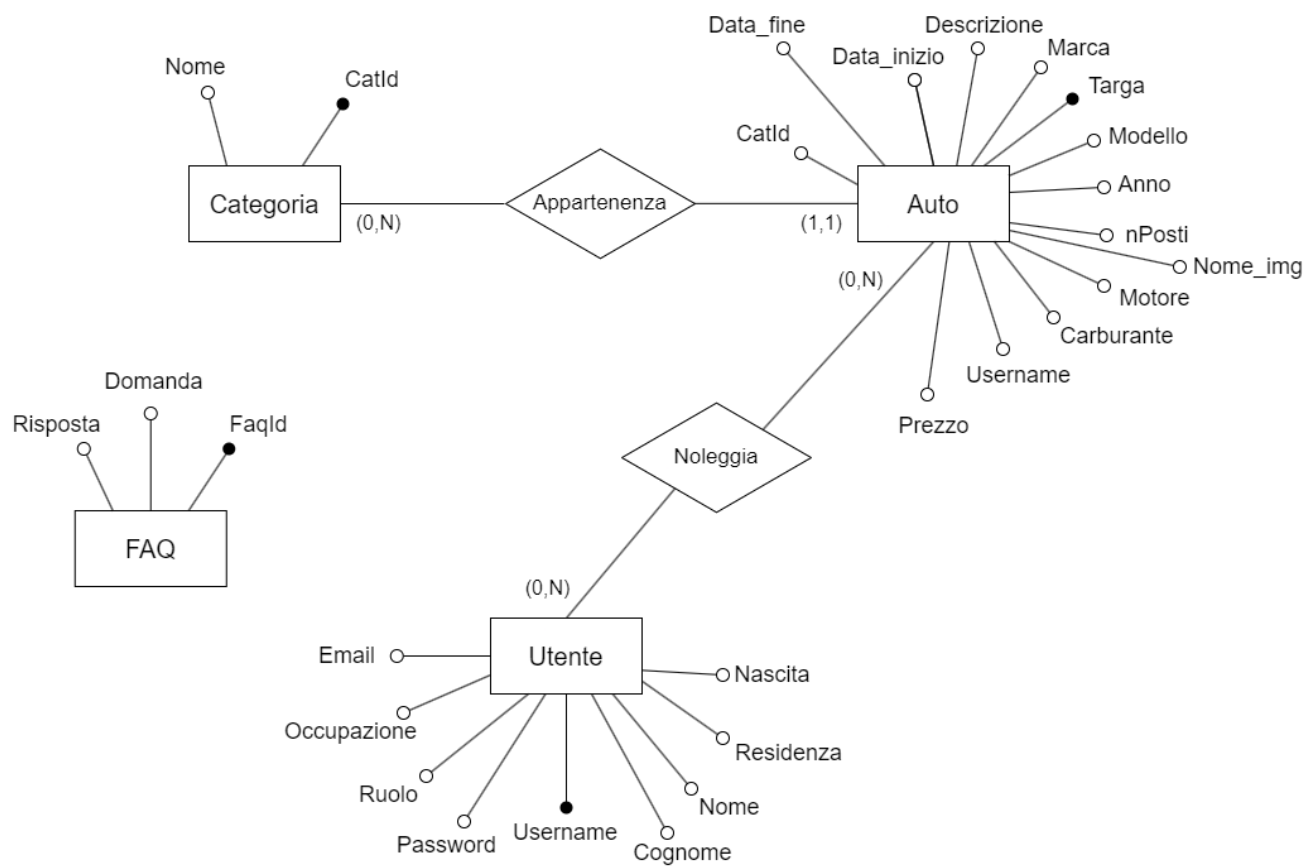 Data_fine
Descrizione
Marca
Data_inizio
Nome
CatId
Targa
CatId
Modello
Categoria
Appartenenza
Auto
Anno
(0,N)
(1,1)
nPosti
(0,N)
Nome_img
Motore
Carburante
Username
Prezzo
Domanda
Risposta
FaqId
Noleggia
FAQ
(0,N)
Email
Utente
Nascita
Occupazione
Residenza
Ruolo
Nome
Password
Username
Cognome